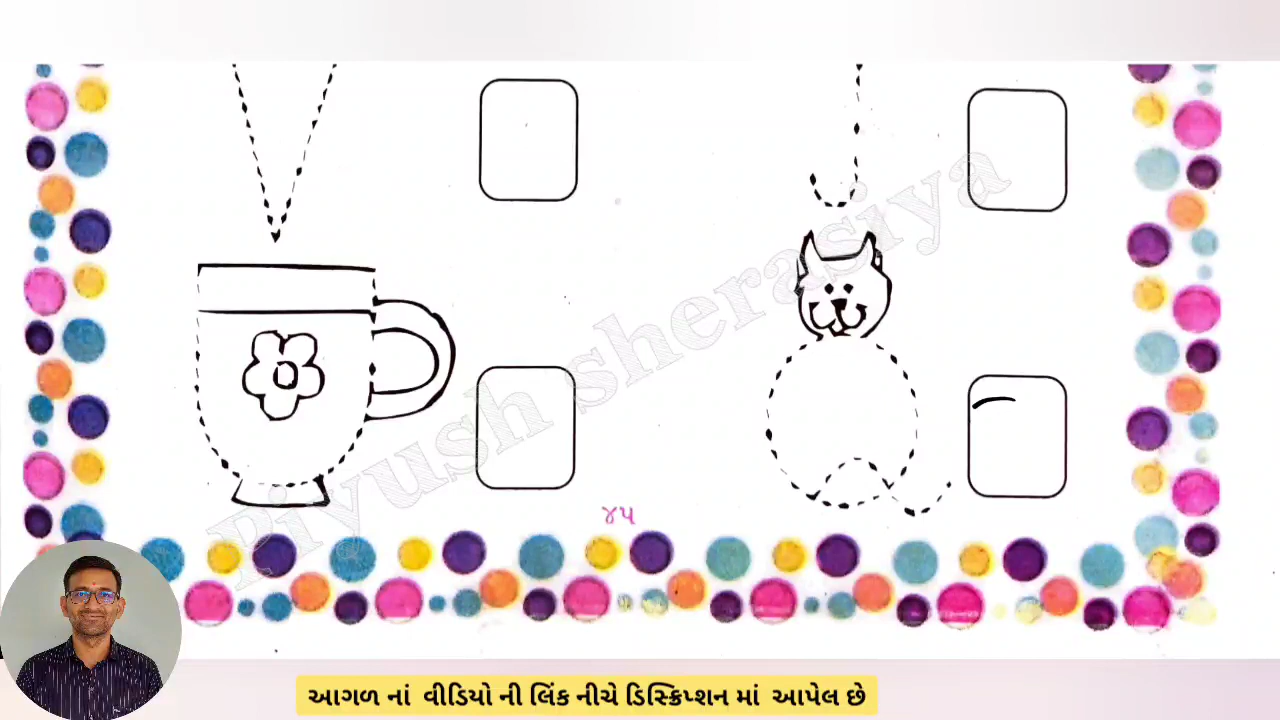 Piyush sherasiya
૪૫
આગળ નાં વીડિયો ની લિંક નીચે ડિસ્ક્રિપ્શન માં આપેલ છે